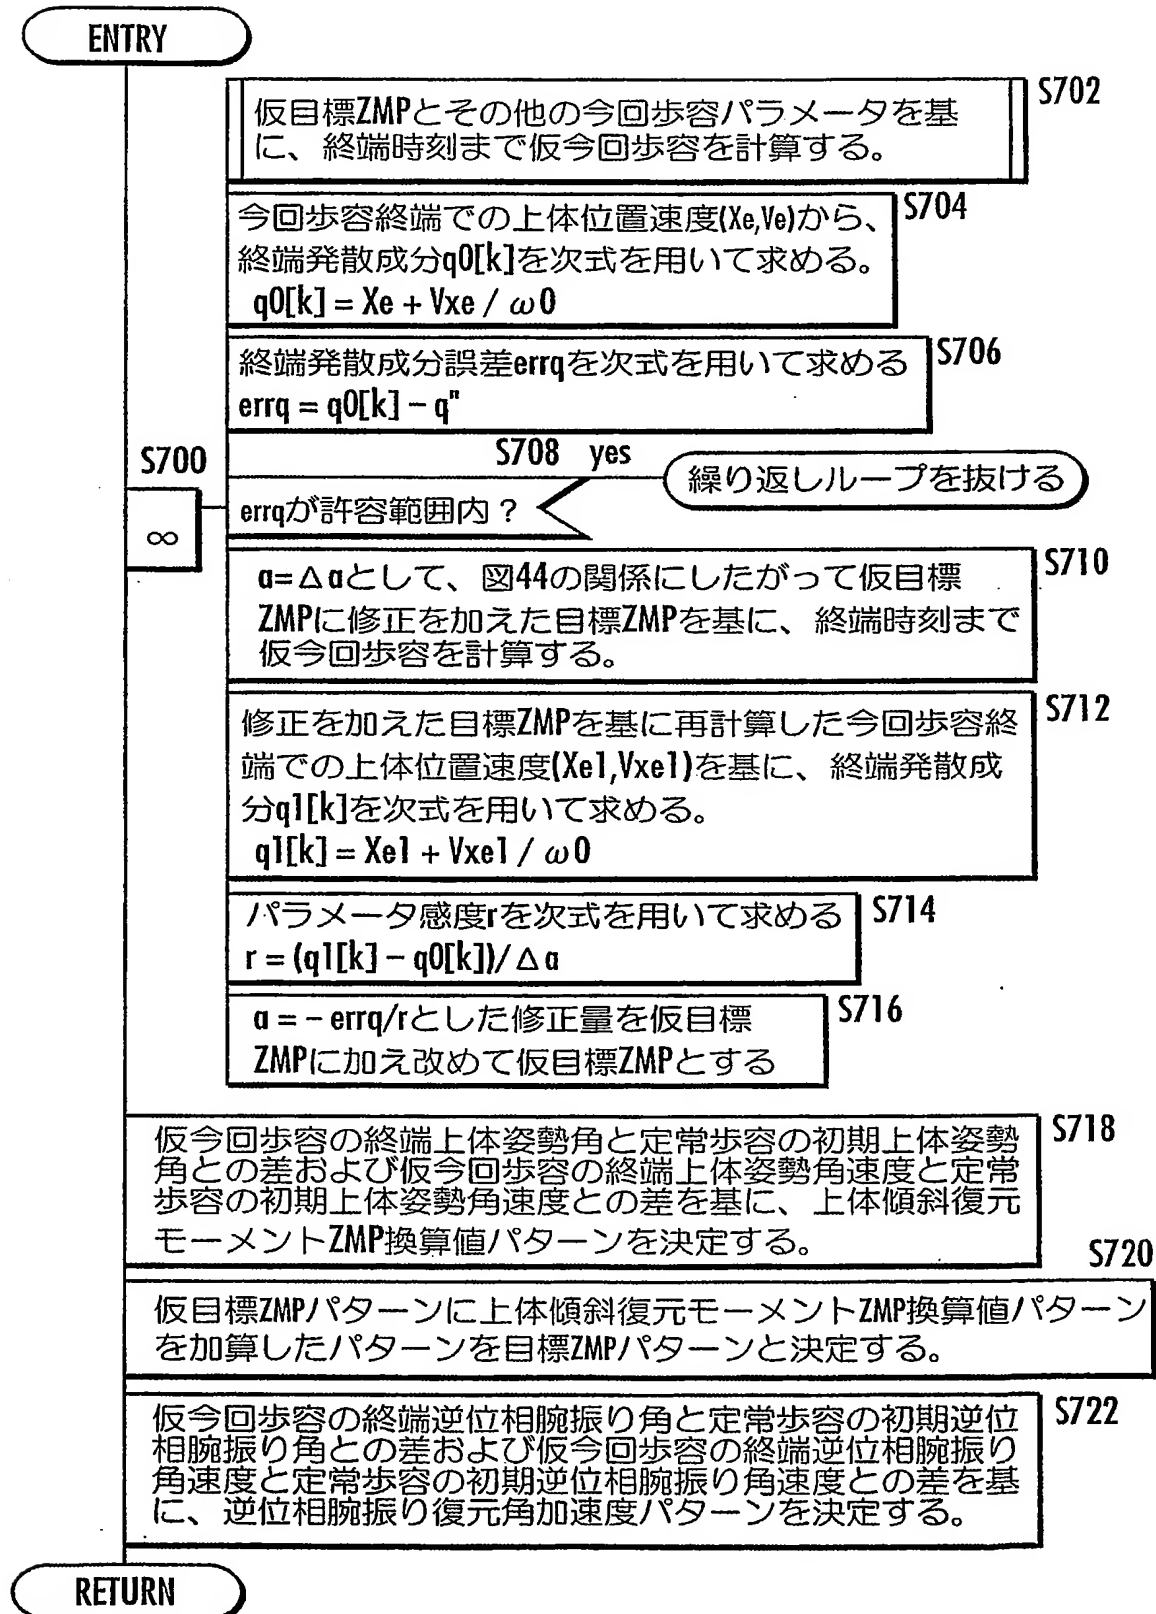 ENTRY
S702
仮目標ZMPとその他の今回歩容パラメータを基
に、終端時刻まで仮今回歩容を計算する。
S704
今回歩容終端での上体位置速度(Xe,Ve)から、
終端発散成分q0[k]を次式を用いて求める。
q0[k] = Xe + Vxe / ω0
S706
終端発散成分誤差errqを次式を用いて求める
errq = q0[k] − q"
S700
∞
S708 yes
errqが許容範囲内?
繰り返しループを抜ける
S710
a=Δaとして、図44の関係にしたがって仮目標
ZMPに修正を加えた目標ZMPを基に、終端時刻まで
仮今回歩容を計算する。
S712
修正を加えた目標ZMPを基に再計算した今回歩容終
端での上体位置速度(Xe1,Vxe1)を基に、終端発散成
分q1[k]を次式を用いて求める。
q1[k] = Xe1 + Vxe1 / ω0
S714
パラメータ感度rを次式を用いて求める
r = (q1[k] − q0[k])/Δa
S716
a = − errq/rとした修正量を仮目標
ZMPに加え改めて仮目標ZMPとする
S718
仮今回歩容の終端上体姿勢角と定常歩容の初期上体姿勢
角との差および仮今回歩容の終端上体姿勢角速度と定常
歩容の初期上体姿勢角速度との差を基に、上体傾斜復元
モーメントZMP換算値パターンを決定する。
S720
仮目標ZMPパターンに上体傾斜復元モーメントZMP換算値パターン
を加算したパターンを目標ZMPパターンと決定する。
S722
仮今回歩容の終端逆位相腕振り角と定常歩容の初期逆位
相腕振り角との差および仮今回歩容の終端逆位相腕振り
角速度と定常歩容の初期逆位相腕振り角速度との差を基
に、逆位相腕振り復元角加速度パターンを決定する。
RETURN